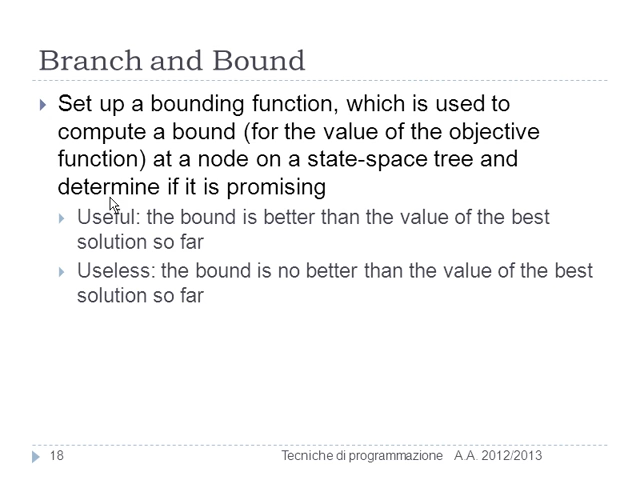 Branch and Bound
Set up a bounding function, which is used to
compute a bound (for the value of the objective
function) at a node on a state-space tree and
determine if it is promising
Useful: the bound is better than the value of the best
solution so far
Useless: the bound is no better than the value of the best
solution so far
18
Tecniche di programmazione A.A. 2012/2013